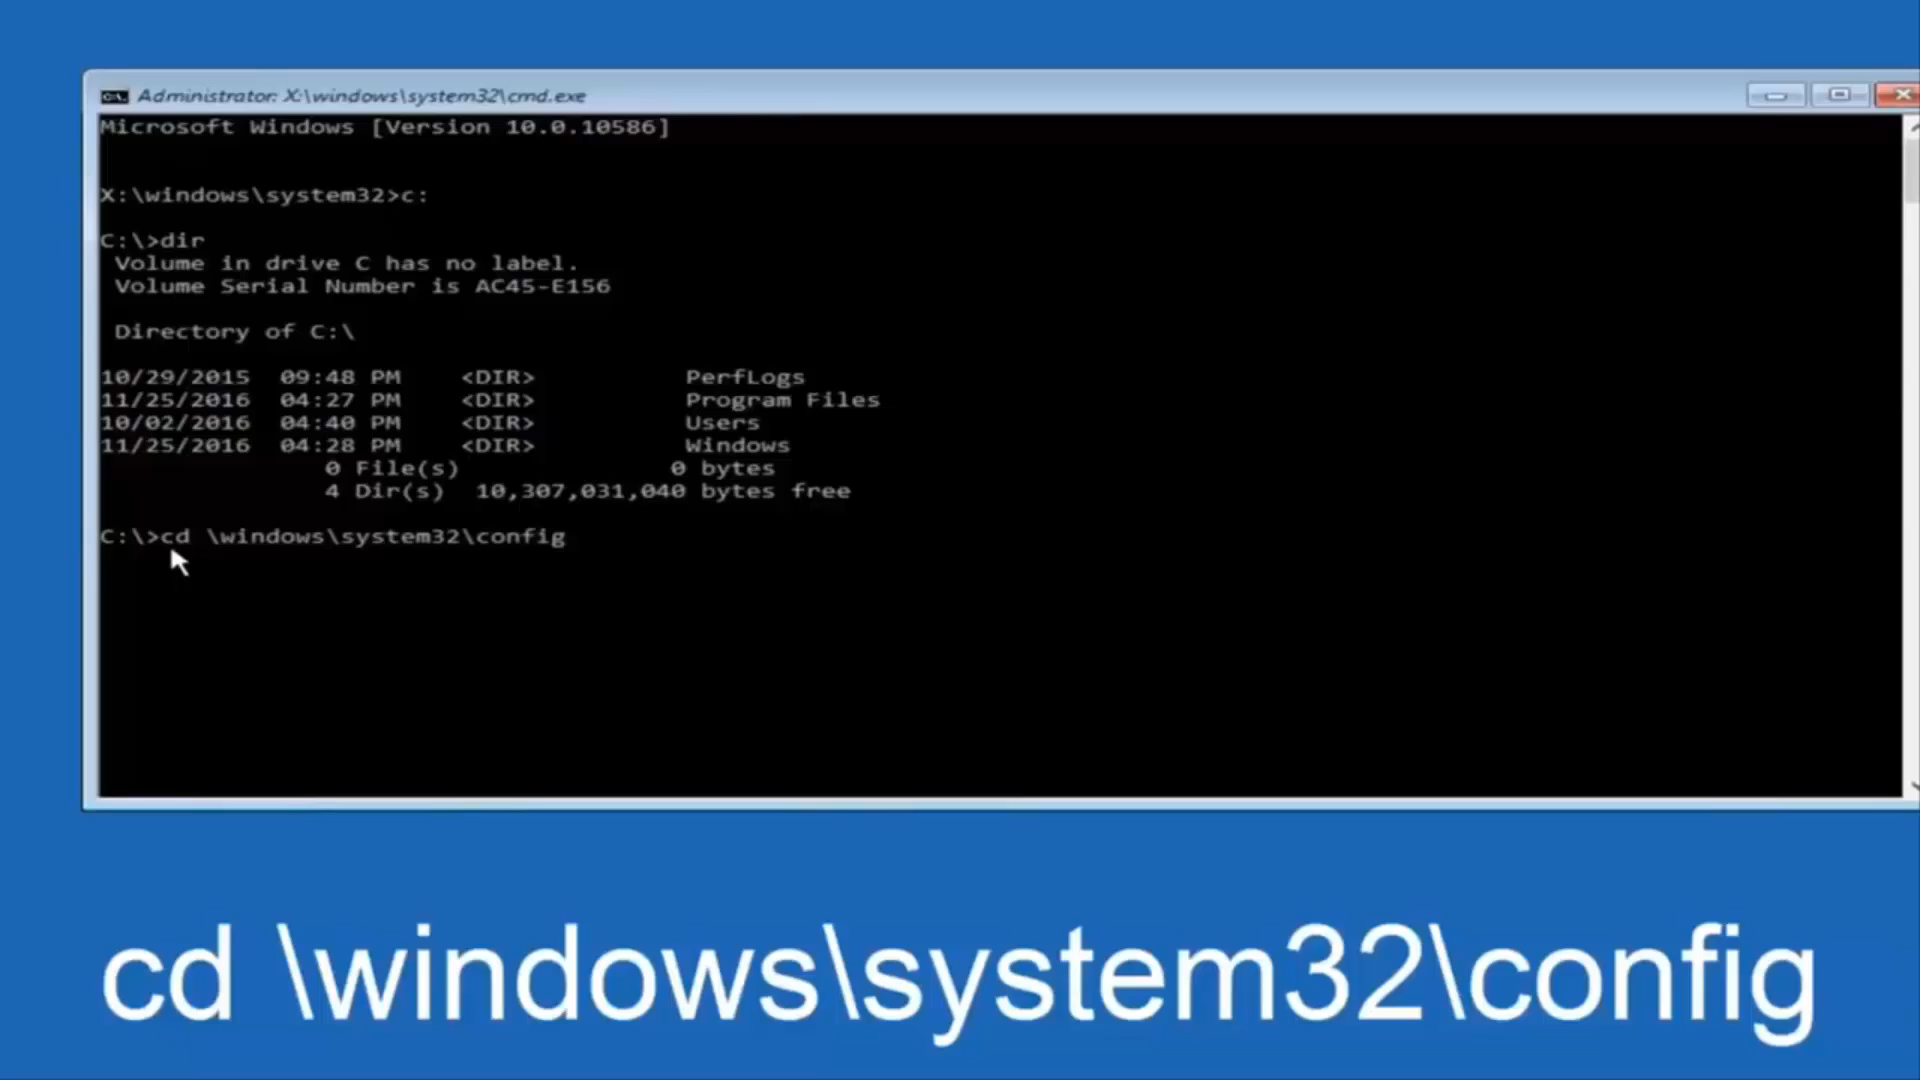 Administrator: X:\windows\system32\cmd.exe
Microsoft Windows [Version 10.0.10586]
X:\windows\system32>c:
C:\>dir
Volume in drive C has no label.
Volume Serial Number is AC45-E156
Directory of C:\
10/29/2015 09:48 PM <DIR> PerfLogs
11/25/2016 04:27 PM <DIR> Program Files
10/02/2016 04:40 PM <DIR> Users
11/25/2016 04:28 PM <DIR> Windows
0 File(s) 0 bytes
4 Dir(s) 10,307,031,040 bytes free
C:\>cd \windows\system32\config
cd \windows\system32\config